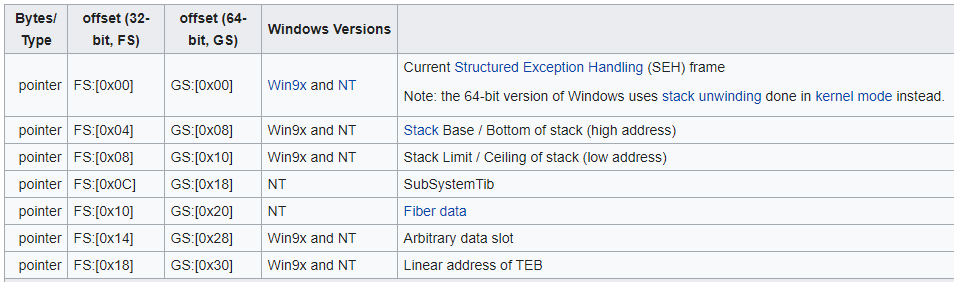 Bytes/ Type offset (32-bit, FS) offset (64-bit, GS) Windows Versions
pointer FS:[0x00] GS:[0x00] Win9x and NT Current Structured Exception Handling (SEH) frame
Note: the 64-bit version of Windows uses stack unwinding done in kernel mode instead.
pointer FS:[0x04] GS:[0x08] Win9x and NT Stack Base / Bottom of stack (high address)
pointer FS:[0x08] GS:[0x10] Win9x and NT Stack Limit / Ceiling of stack (low address)
pointer FS:[0x0C] GS:[0x18] NT SubSystemTib
pointer FS:[0x10] GS:[0x20] NT Fiber data
pointer FS:[0x14] GS:[0x28] Win9x and NT Arbitrary data slot
pointer FS:[0x18] GS:[0x30] Win9x and NT Linear address of TEB